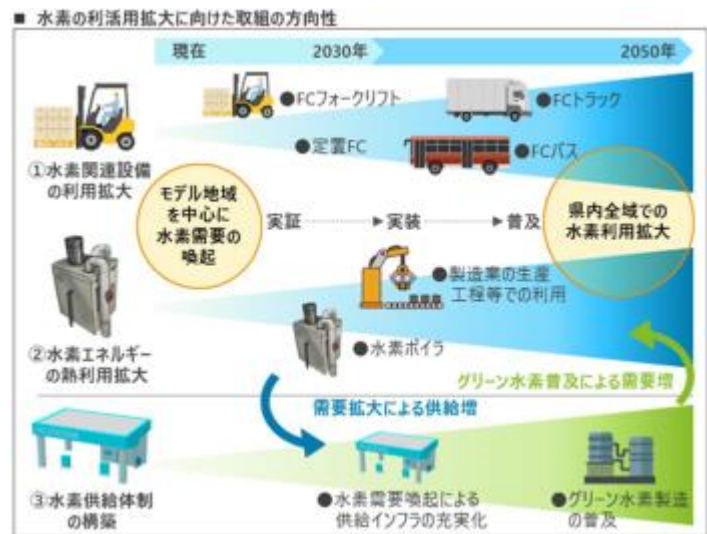 ■ 水素の利活用拡大に向けた取組の方向性
現在 2030年 2050年
●FCフォークリフト
●FCトラック
●定置FC
●FCバス
①水素関連設備
の利用拡大
モデル地域
を中心に
水素需要の
喚起
実証 実装 普及
県内全域での
水素利用拡大
●製造業の生産
工程等での利用
●水素ボイラ
②水素エネルギー
の熱利用拡大
グリーン水素普及による需要増
需要拡大による供給増
③水素供給体制
の構築
●水素需要喚起による
供給インフラの充実化
●グリーン水素製造
の普及